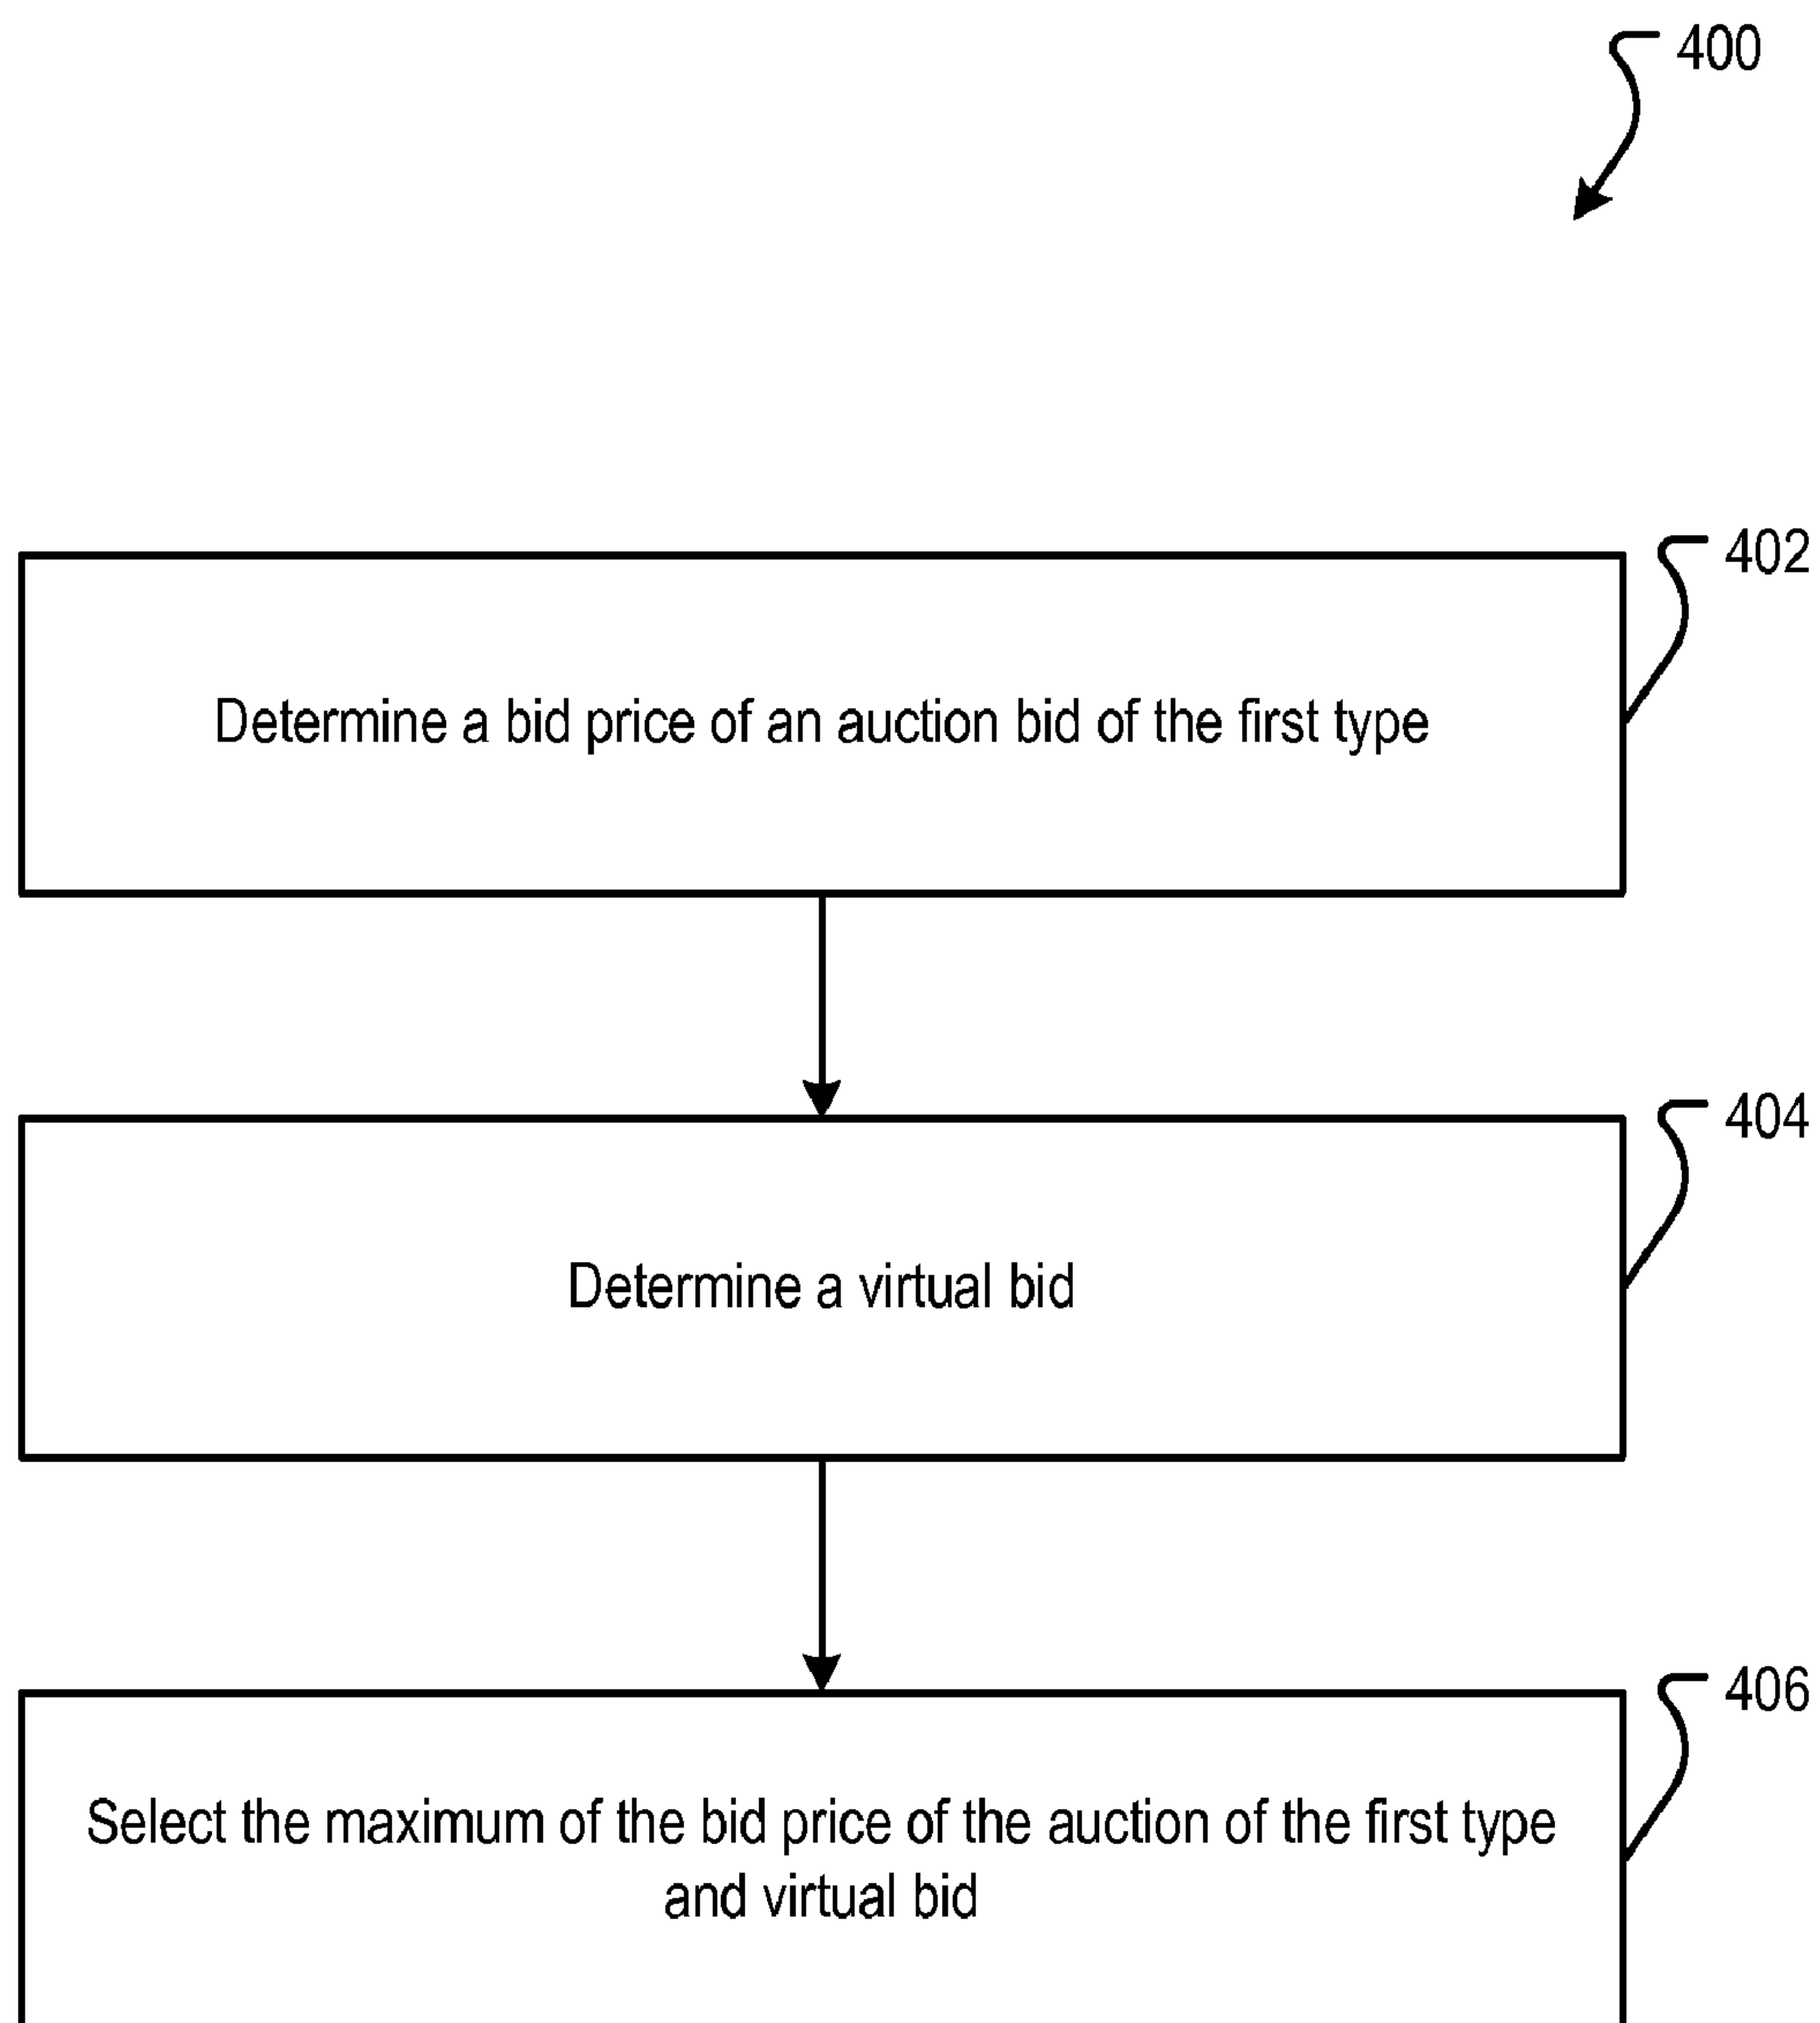 400
402
Determine a bid price of an auction bid of the first type
404
Determine a virtual bid
406
Select the maximum of the bid price of the auction of the first type
and virtual bid